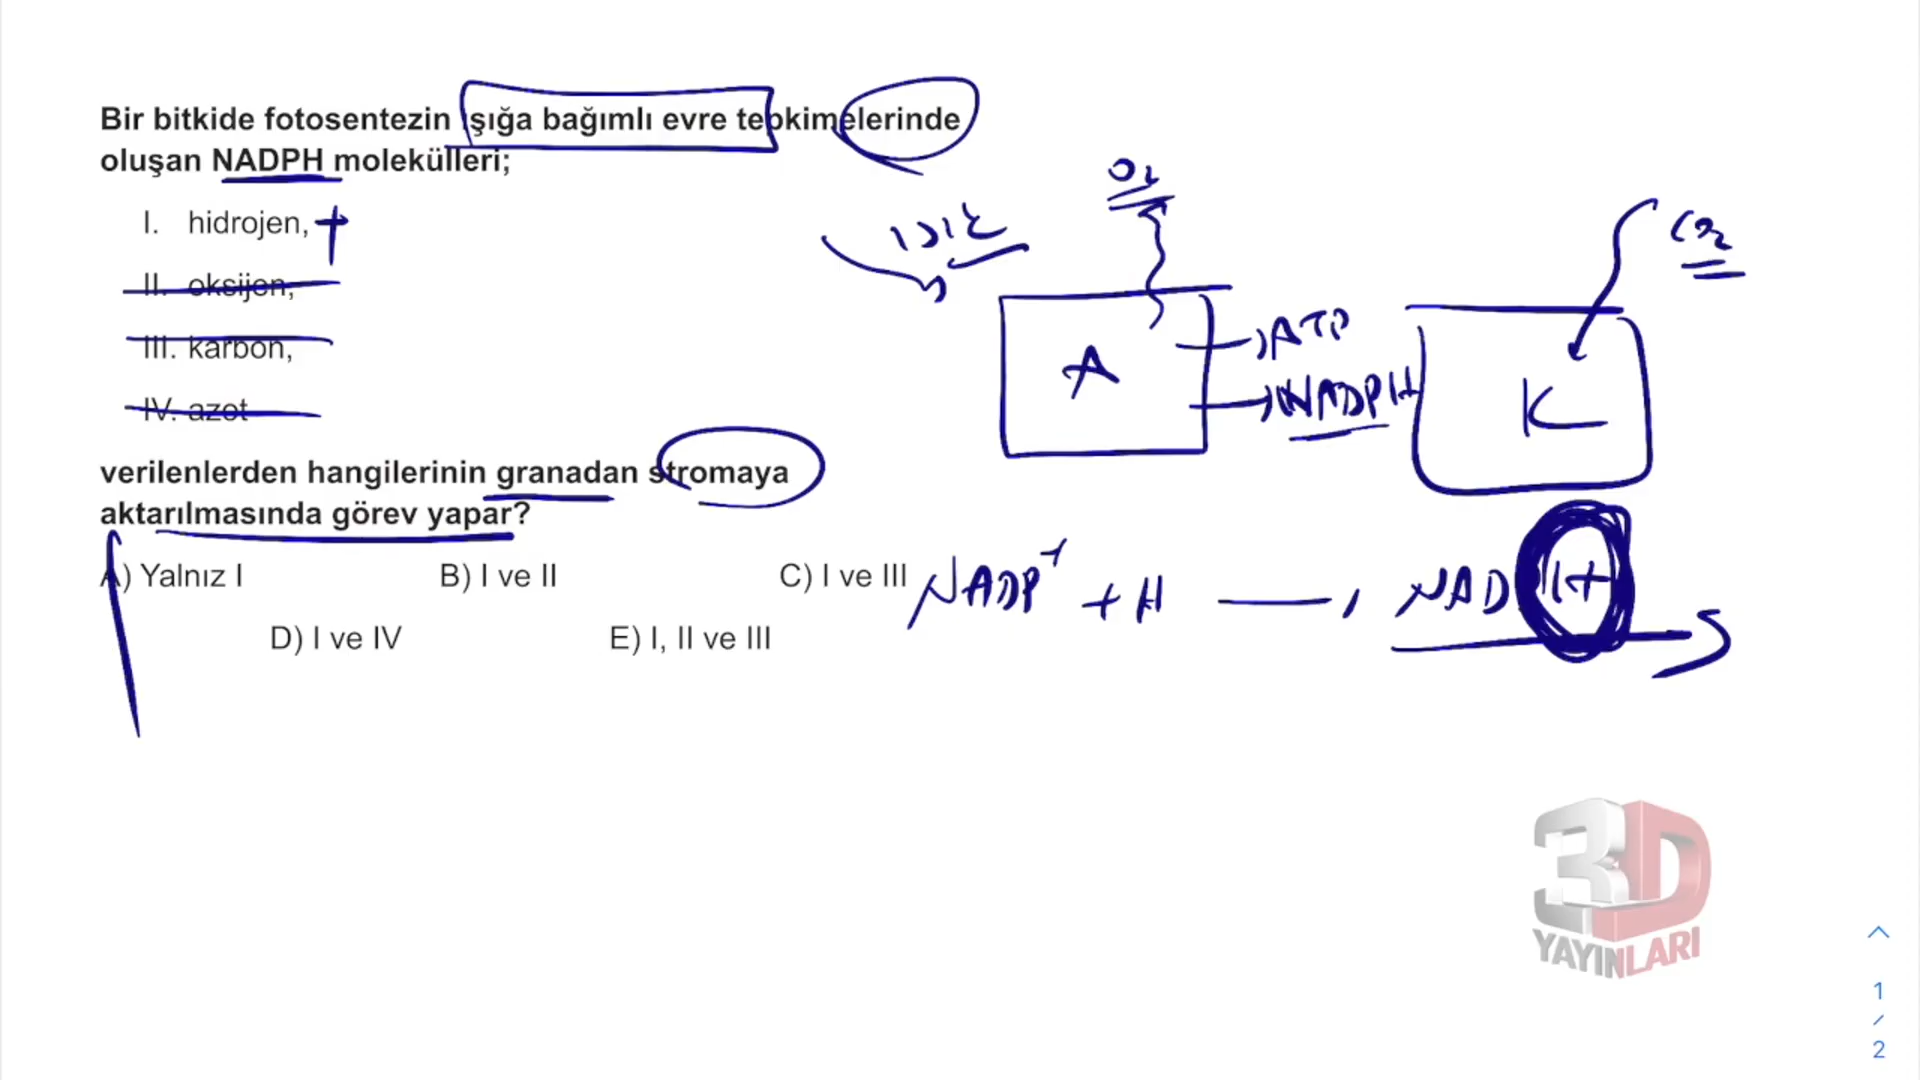 Bir bitkide fotosentezin ışığa bağımlı evre tepkimelerinde
oluşan NADPH molekülleri;
I. hidrojen, +
II. oksijen,
III. karbon,
IV. azot
verilenlerden hangilerinin granadan stromaya
aktarılmasında görev yapar?
A) Yalnız I
B) I ve II
C) I ve III
D) I ve IV
E) I, II ve III
O₂
IŞIK
CO₂
A
ATP
NADPH
K
NADP⁺ + H → NADPH
3D
YAYINLARI
1
/
2